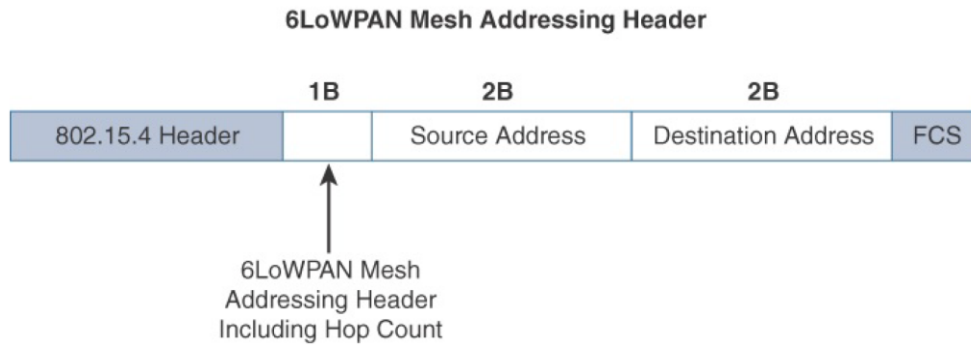 6LoWPAN Mesh Addressing Header
1B 2B 2B
802.15.4 Header Source Address Destination Address FCS
6LoWPAN Mesh
Addressing Header
Including Hop Count